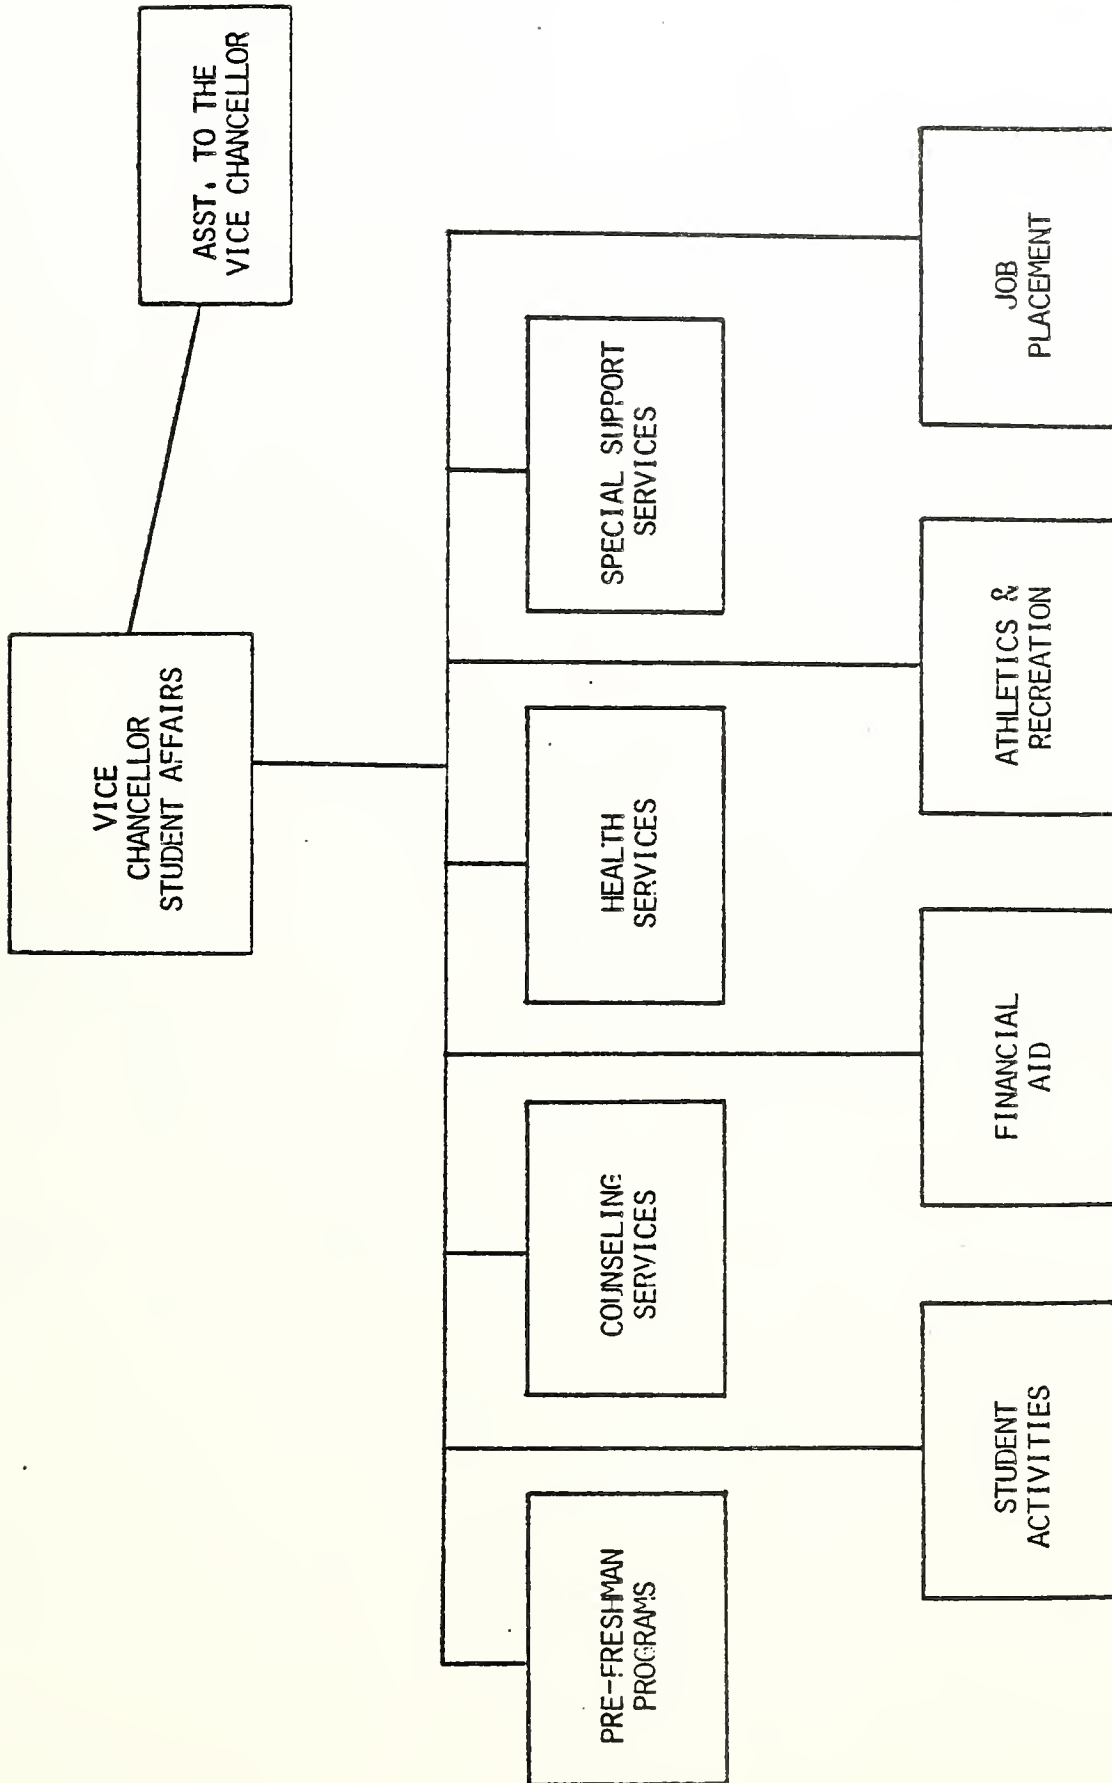 VICE
CHANCELLOR
STUDENT AFFAIRS
ASST. TO THE
VICE CHANCELLOR
PRE-FRESHMAN
PROGRAMS
COUNSELING
SERVICES
HEALTH
SERVICES
SPECIAL SUPPORT
SERVICES
STUDENT
ACTIVITIES
FINANCIAL
AID
ATHLETICS &
RECREATION
JOB
PLACEMENT